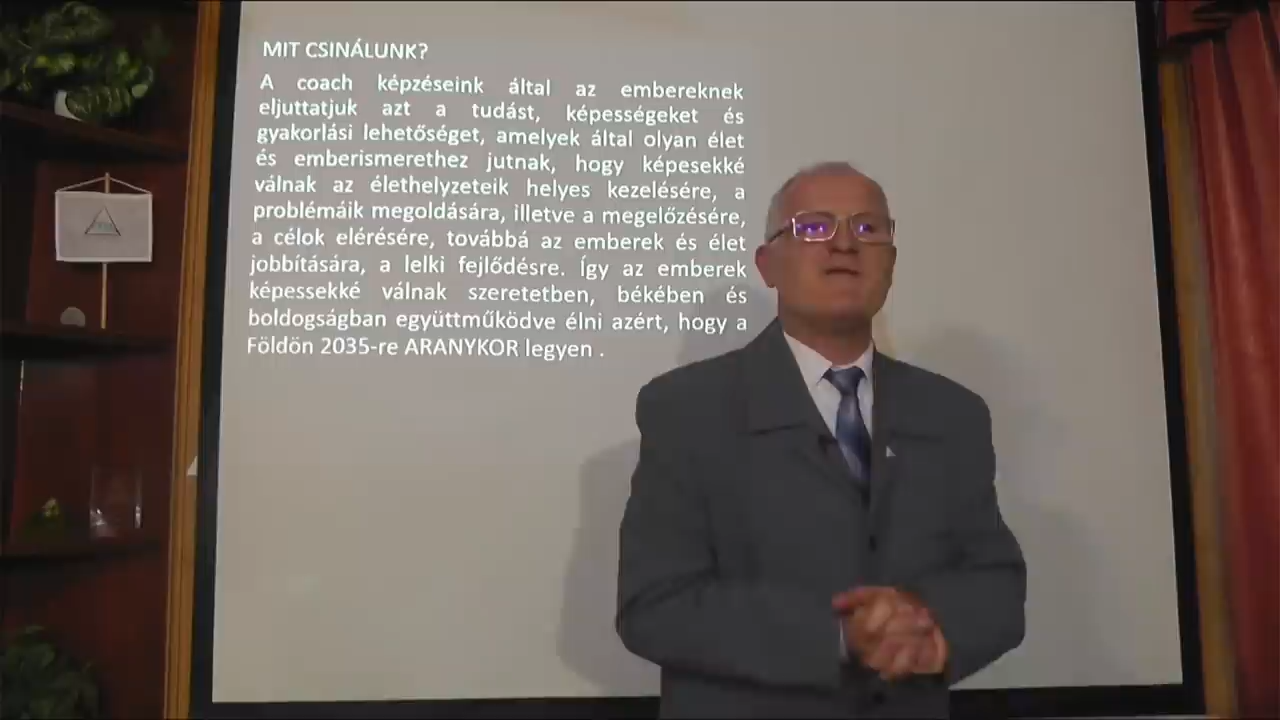 MIT CSINÁLUNK?
A coach képzéseink által az embereknek
eljuttatjuk azt a tudást, képességeket és
gyakorlási lehetőséget, amelyek által olyan élet
és emberismerethez jutnak, hogy képesekké
válnak az élethelyzeteik helyes kezelésére, a
problémáik megoldására, illetve a megelőzésére,
a célok elérésére, továbbá az emberek és élet
jobbítására, a lelki fejlődésre. Így az emberek
képessekké válnak szeretetben, békében és
boldogságban együttműködve élni azért, hogy a
Földön 2035-re ARANYKOR legyen .